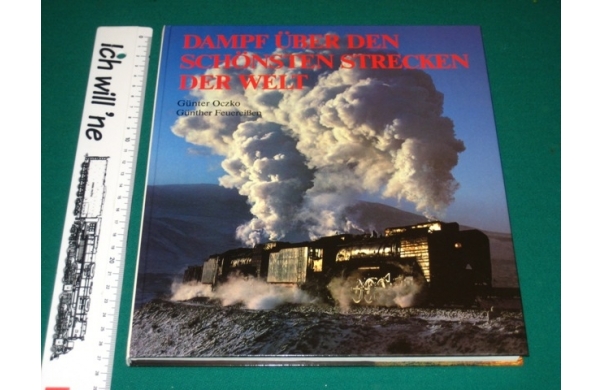 DAMPF ÜBER DEN
SCHÖNSTEN STRECKEN
DER WELT
Günter Oczko
Günther Feuereißen
Ich will 'ne